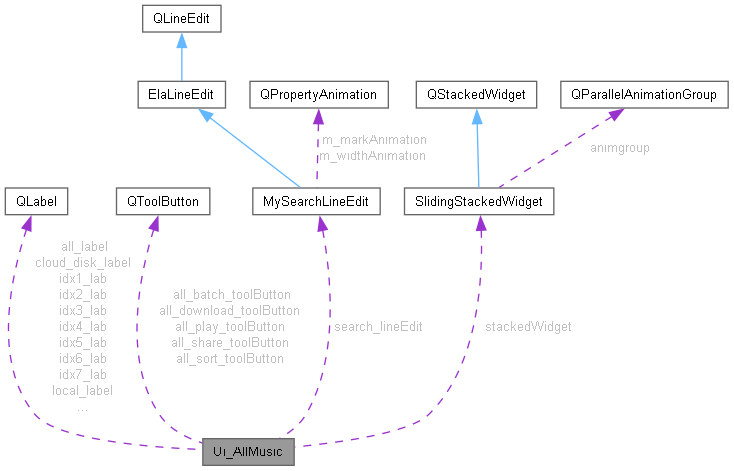 QLineEdit
ElaLineEdit
QPropertyAnimation
QStackedWidget
QParallelAnimationGroup
m_markAnimation
m_widthAnimation
animgroup
QLabel
QToolButton
MySearchLineEdit
SlidingStackedWidget
all_label
cloud_disk_label
idx1_lab
idx2_lab
idx3_lab
idx4_lab
idx5_lab
idx6_lab
idx7_lab
local_label
...
all_batch_toolButton
all_download_toolButton
all_play_toolButton
all_share_toolButton
all_sort_toolButton
search_lineEdit
stackedWidget
Ui_AllMusic